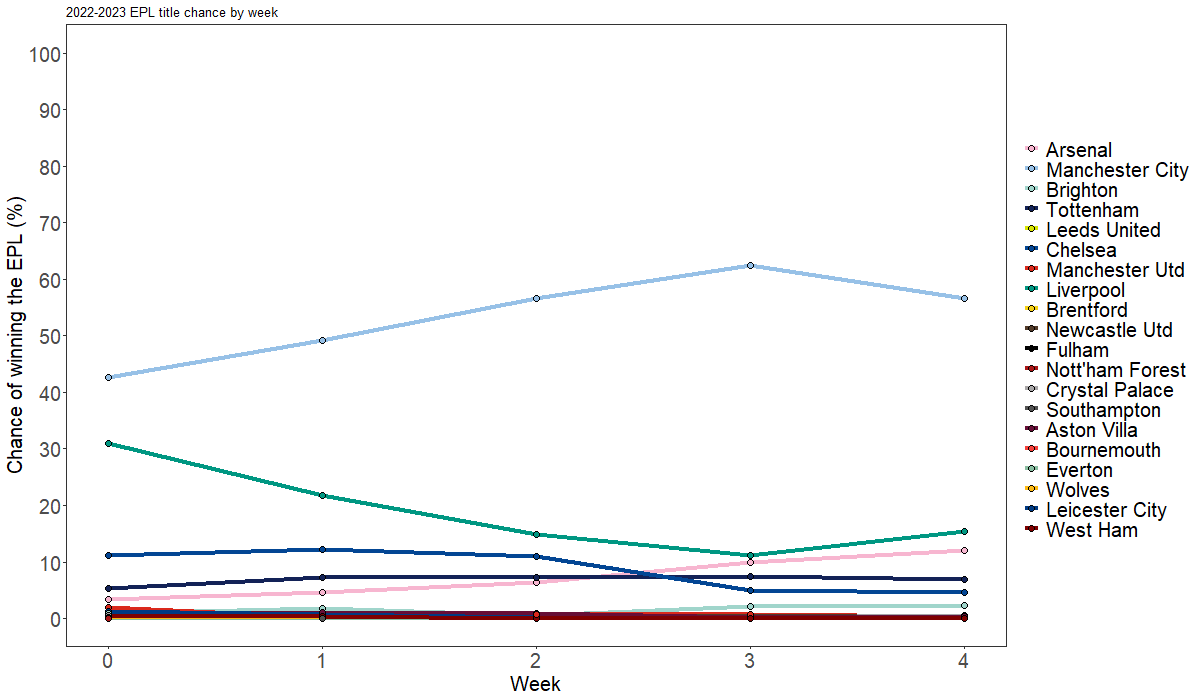 2022-2023 EPL title chance by week
Chance of winning the EPL (%)
100
90
80
70
60
50
40
30
20
10
0
0 1 2 3 4
Week
Arsenal
Manchester City
Brighton
Tottenham
Leeds United
Chelsea
Manchester Utd
Liverpool
Brentford
Newcastle Utd
Fulham
Nott'ham Forest
Crystal Palace
Southampton
Aston Villa
Bournemouth
Everton
Wolves
Leicester City
West Ham